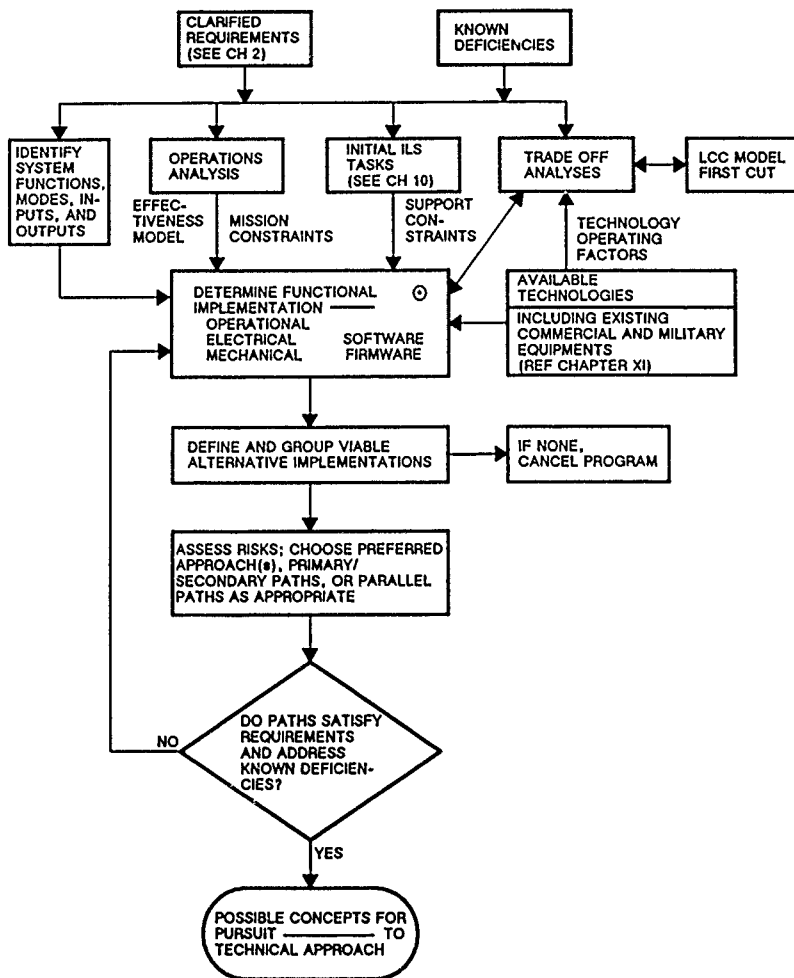 CLARIFIED
REQUIREMENTS
(SEE CH 2)
KNOWN
DEFICIENCIES
IDENTIFY
SYSTEM
FUNCTIONS,
MODES, IN-
PUTS, AND
OUTPUTS
OPERATIONS
ANALYSIS
INITIAL ILS
TASKS
(SEE CH 10)
TRADE OFF
ANALYSES
LCC MODEL
FIRST CUT
EFFEC-
TIVENESS
MODEL
MISSION
CONSTRAINTS
SUPPORT
CON-
STRAINTS
TECHNOLOGY
OPERATING
FACTORS
DETERMINE FUNCTIONAL
IMPLEMENTATION
OPERATIONAL
ELECTRICAL SOFTWARE
MECHANICAL FIRMWARE
AVAILABLE
TECHNOLOGIES
INCLUDING EXISTING
COMMERCIAL AND MILITARY
EQUIPMENTS
(REF CHAPTER XI)
DEFINE AND GROUP VIABLE
ALTERNATIVE IMPLEMENTATIONS
IF NONE,
CANCEL PROGRAM
ASSESS RISKS; CHOOSE PREFERRED
APPROACH(s), PRIMARY/
SECONDARY PATHS, OR PARALLEL
PATHS AS APPROPRIATE
DO PATHS SATISFY
REQUIREMENTS
AND ADDRESS
KNOWN DEFICIEN-
CIES?
NO
YES
POSSIBLE CONCEPTS FOR
PURSUIT ———— TO
TECHNICAL APPROACH